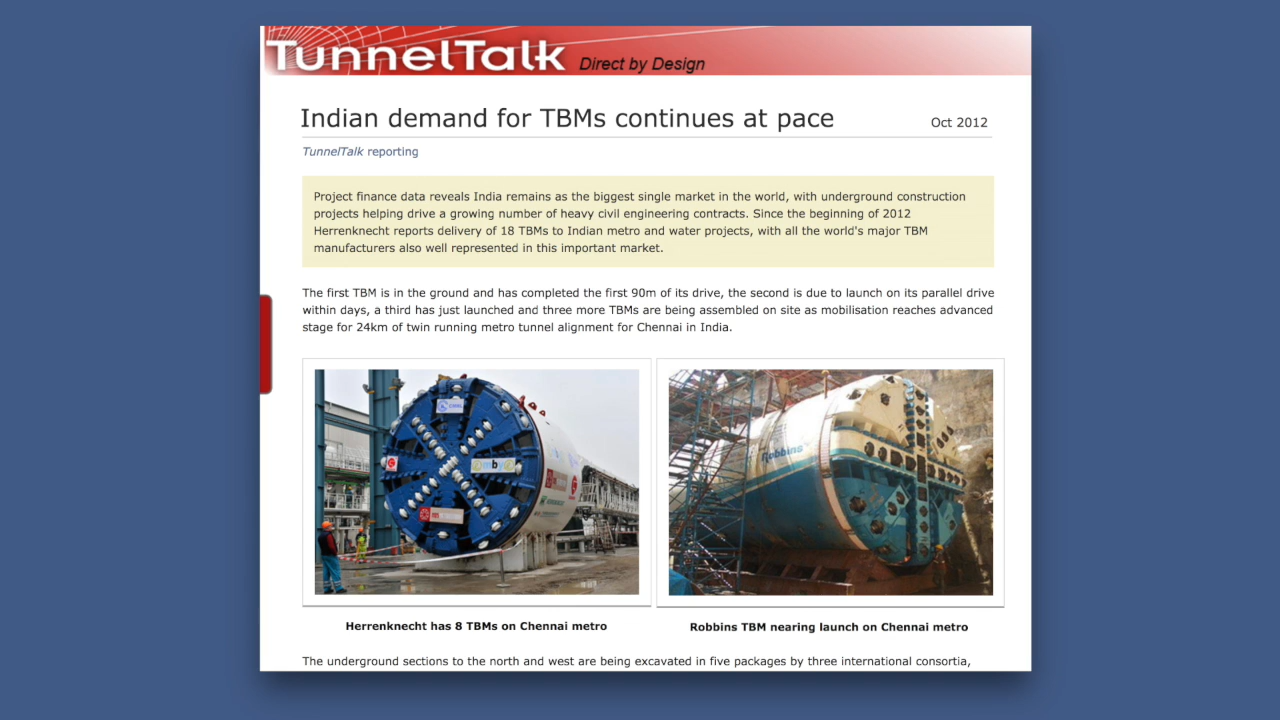 TunnelTalk Direct by Design
Indian demand for TBMs continues at pace
Oct 2012
TunnelTalk reporting
Project finance data reveals India remains as the biggest single market in the world, with underground construction
projects helping drive a growing number of heavy civil engineering contracts. Since the beginning of 2012
Herrenknecht reports delivery of 18 TBMs to Indian metro and water projects, with all the world's major TBM
manufacturers also well represented in this important market.
The first TBM is in the ground and has completed the first 90m of its drive, the second is due to launch on its parallel drive
within days, a third has just launched and three more TBMs are being assembled on site as mobilisation reaches advanced
stage for 24km of twin running metro tunnel alignment for Chennai in India.
Robbins
Herrenknecht has 8 TBMs on Chennai metro
Robbins TBM nearing launch on Chennai metro
The underground sections to the north and west are being excavated in five packages by three international consortia,